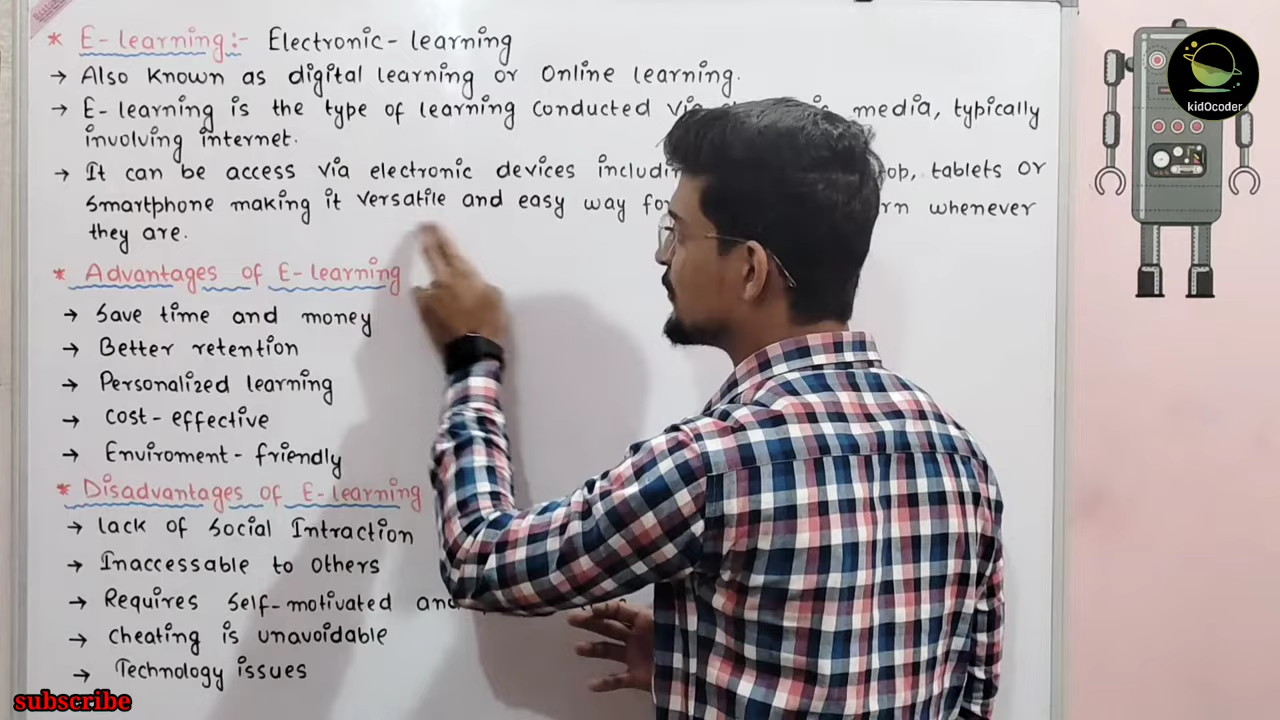 * E-learning:- Electronic-learning
→ Also Known as digital learning or Online learning.
→ E-learning is the type of learning conducted media, typically
involving internet.
→ It can be access via electronic devices tablets or
Smartphone making it versatile and easy way whenever
they are.
* Advantages of E-learning
→ Save time and money
→ Better retention
→ Personalized learning
→ Cost-effective
→ Enviroment-friendly
* Disadvantages of E-learning
→ lack of Social Intraction
→ Inaccessable to Others
→ Requires Self-motivated
→ cheating is unavoidable
→ Technology issues
kidOcoder
subscribe